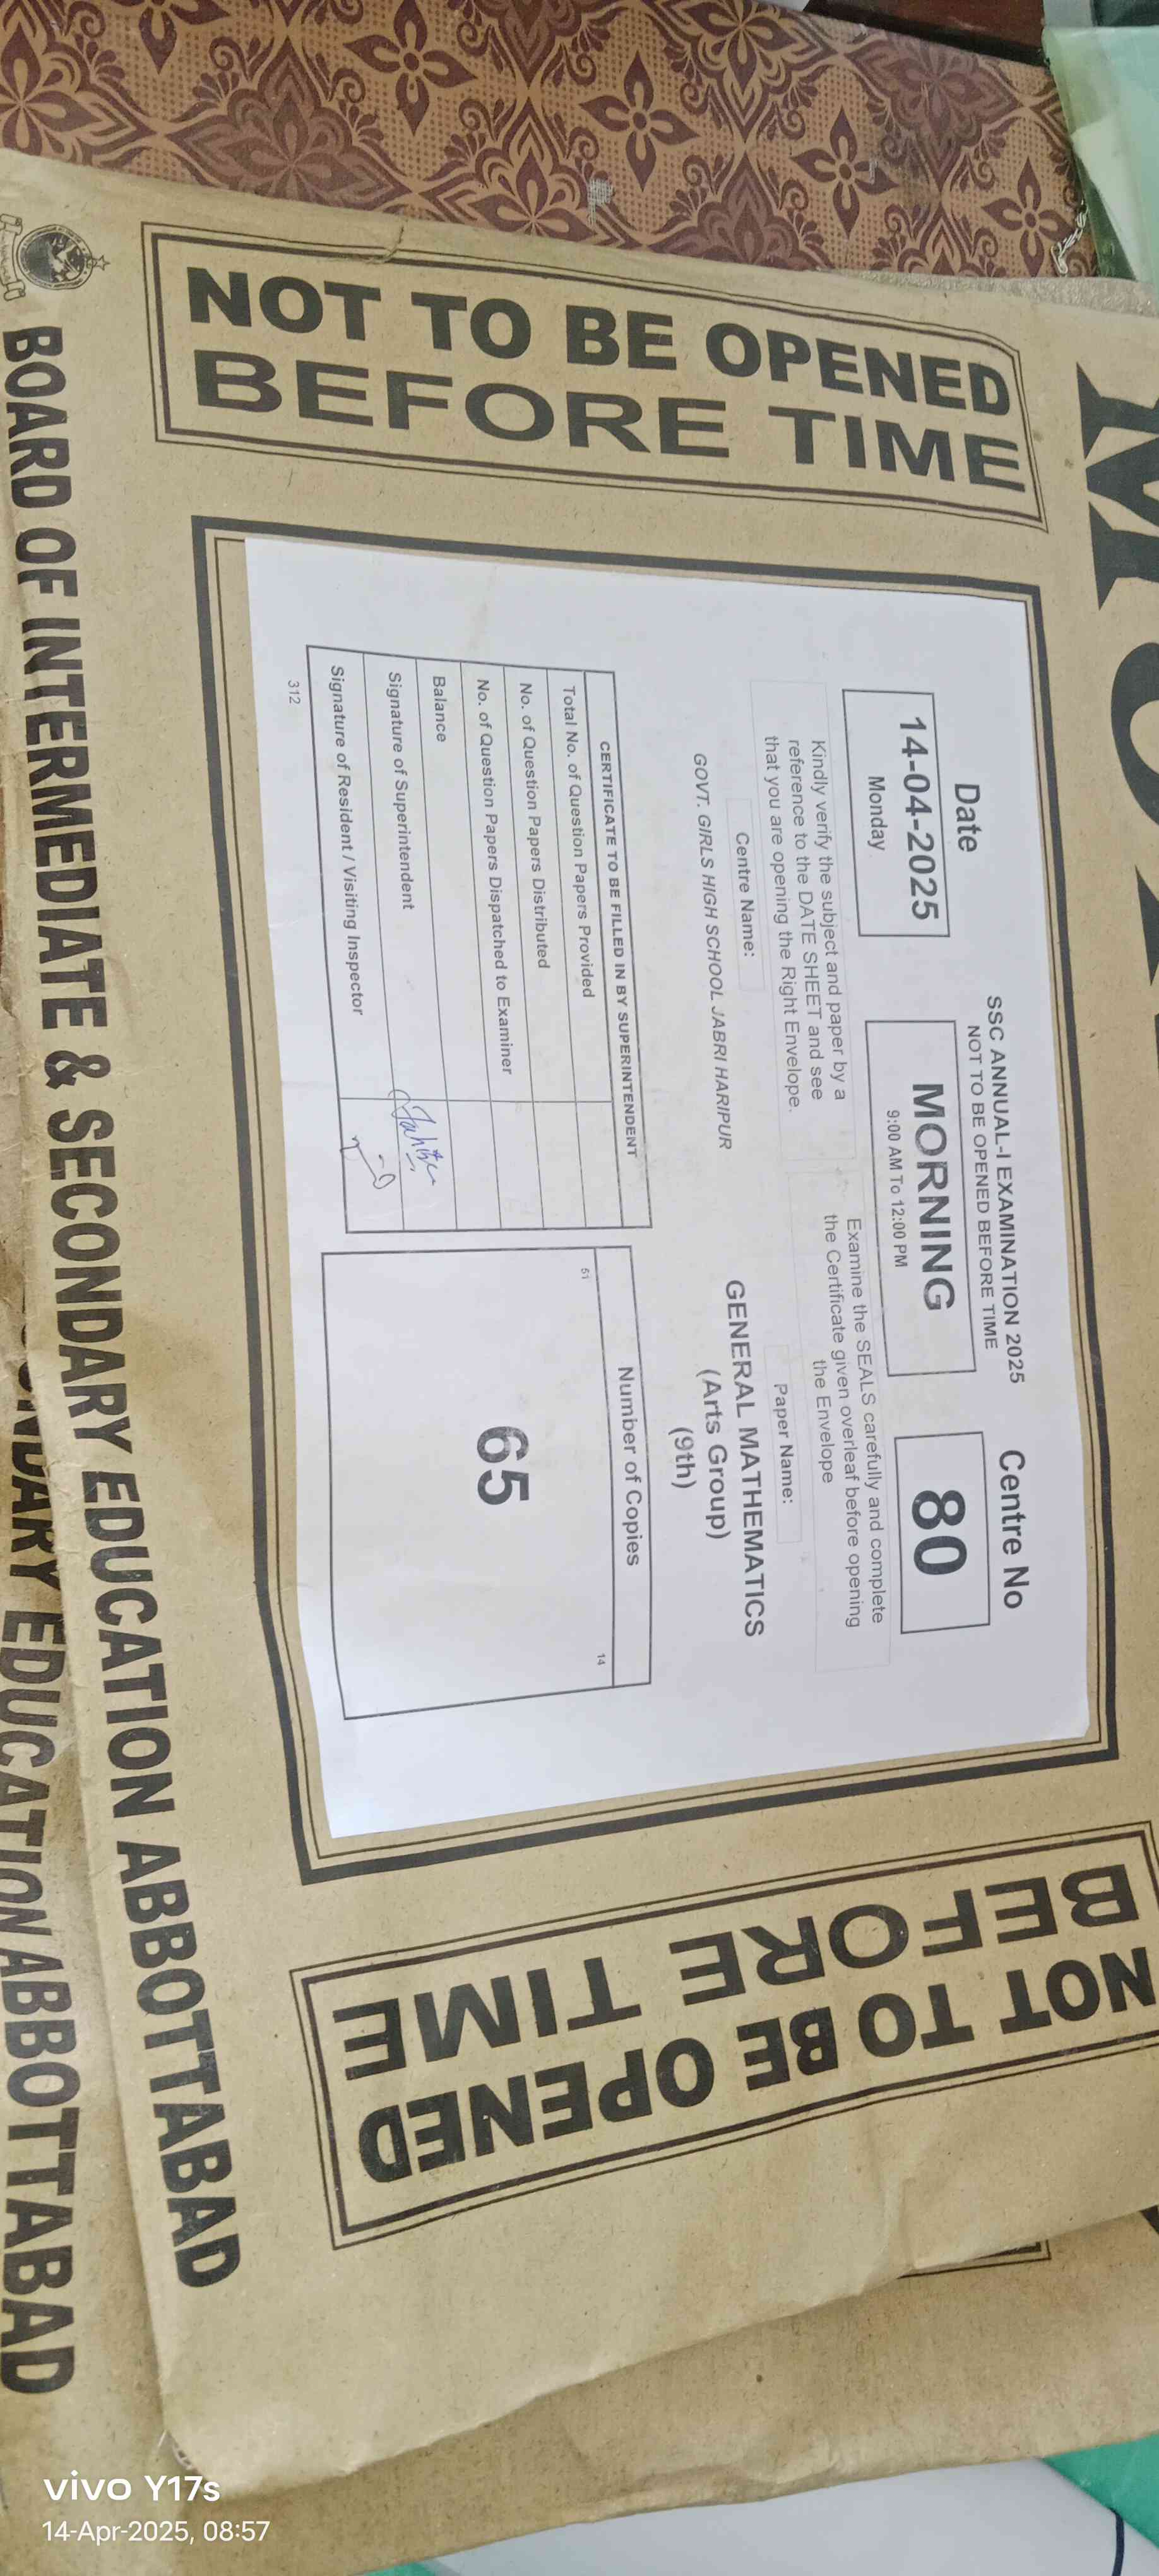 NOT TO BE OPENED
BEFORE TIME
SSC ANNUAL-I EXAMINATION 2025
NOT TO BE OPENED BEFORE TIME
Date
14-04-2025
Monday
MORNING
9:00 AM To 12:00 PM
Centre No
80
Kindly verify the subject and paper by a
reference to the DATE SHEET and see
that you are opening the Right Envelope.
Examine the SEALS carefully and complete
the Certificate given overleaf before opening
the Envelope
Centre Name:
GOVT. GIRLS HIGH SCHOOL JABRI HARIPUR
Paper Name:
GENERAL MATHEMATICS
(Arts Group)
(9th)
CERTIFICATE TO BE FILLED IN BY SUPERINTENDENT
Total No. of Question Papers Provided
No. of Question Papers Distributed
No. of Question Papers Dispatched to Examiner
Balance
Signature of Superintendent
Signature of Resident / Visiting Inspector
312
Number of Copies
51
14
65
NOT TO BE OPENED
BEFORE TIME
BOARD OF INTERMEDIATE & SECONDARY EDUCATION ABBOTTABAD
EDUCATION ABBOTTABAD
vivo Y17s
14-Apr-2025, 08:57